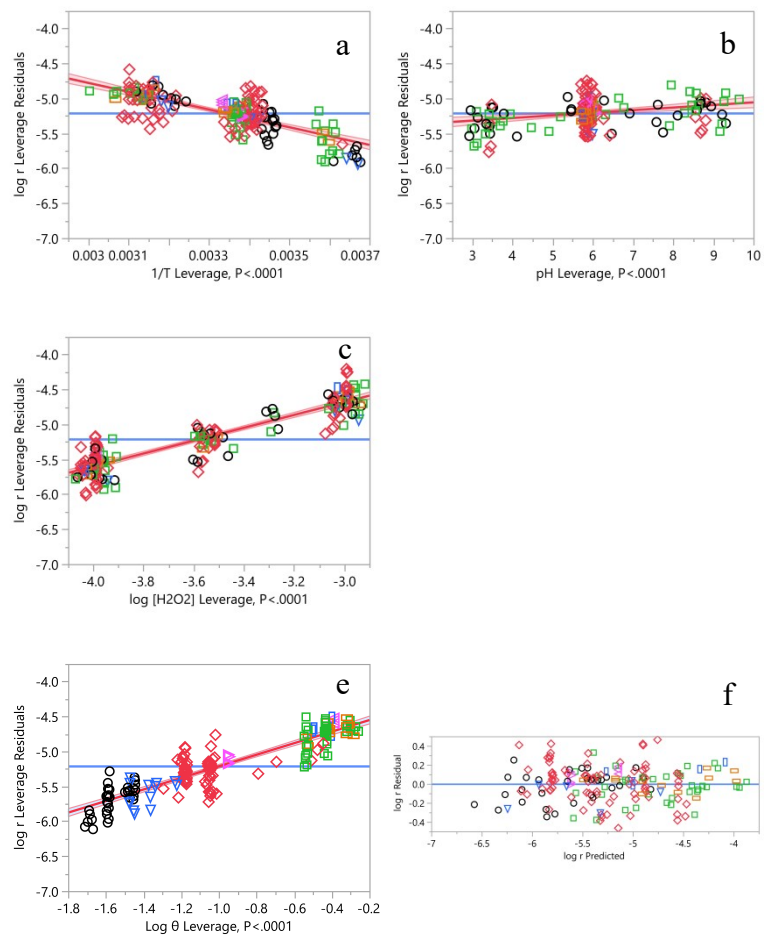 a
-4.0
-4.5
-5.0
-5.5
-6.0
-6.5
-7.0
log r Leverage Residuals
0.003 0.0031 0.0033 0.0035 0.0037
1/T Leverage, P<.0001
b
-4.0
-4.5
-5.0
-5.5
-6.0
-6.5
-7.0
log r Leverage Residuals
3 4 5 6 7 8 9 10
pH Leverage, P<.0001
c
-4.0
-4.5
-5.0
-5.5
-6.0
-6.5
-7.0
log r Leverage Residuals
-4.0 -3.8 -3.6 -3.4 -3.2 -3.0
log [H2O2] Leverage, P<.0001
e
-4.0
-4.5
-5.0
-5.5
-6.0
-6.5
-7.0
log r Leverage Residuals
-1.8 -1.6 -1.4 -1.2 -1.0 -0.8 -0.6 -0.4 -0.2
Log θ Leverage, P<.0001
f
0.4
0.2
0.0
-0.2
-0.4
log r Residual
-7 -6.5 -6 -5.5 -5 -4.5 -4
log r Predicted